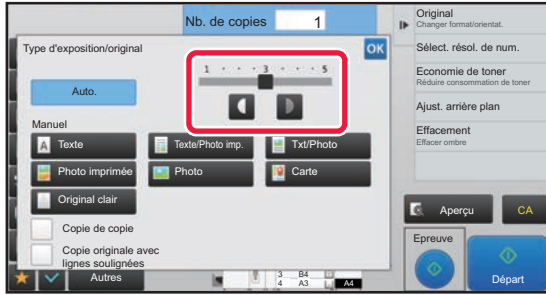 Nb. de copies 1
Type d'exposition/original
OK
1 3 5
Auto.
Manuel
A Texte
Texte/Photo imp.
Txt/Photo
Photo imprimée
Photo
Carte
Original clair
Copie de copie
Copie originale avec
lignes soulignées
Autres
3 B4
4 A3
A4
Original
Changer format/orientat.
Sélect. résol. de num.
Economie de toner
Réduire consommation de toner
Ajust. arrière plan
Effacement
Effacer ombre
Aperçu
CA
Epreuve
Départ